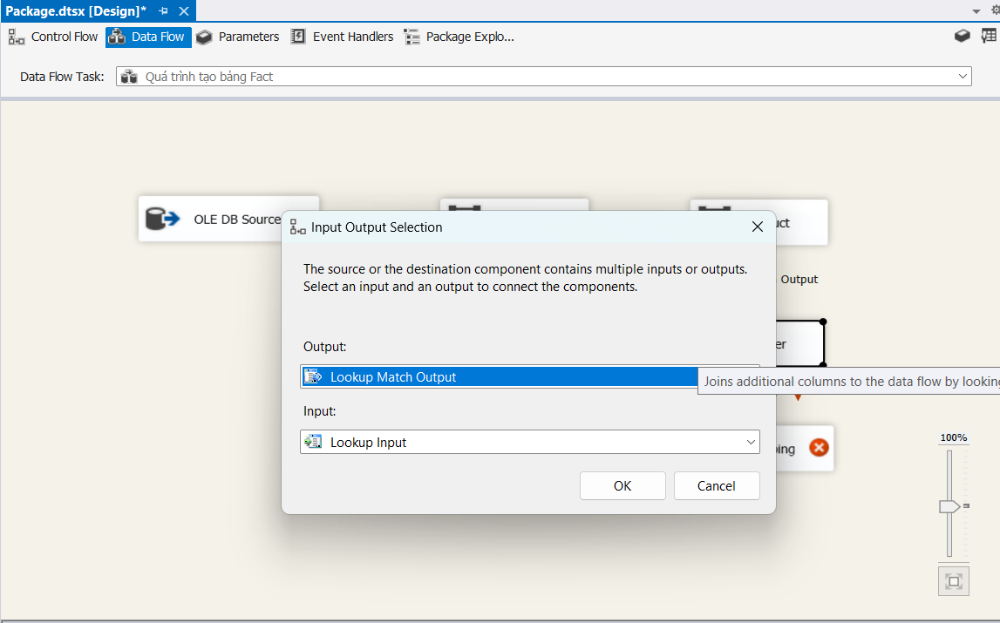 Package.dtsx [Design]*
Control Flow Data Flow Parameters Event Handlers Package Explo...
Data Flow Task: Quá trình tạo bảng Fact
OLE DB Source
Input Output Selection
The source or the destination component contains multiple inputs or outputs.
Select an input and an output to connect the components.
Output
Output:
Lookup Match Output
Joins additional columns to the data flow by looking
Input:
Lookup Input
100%
OK Cancel